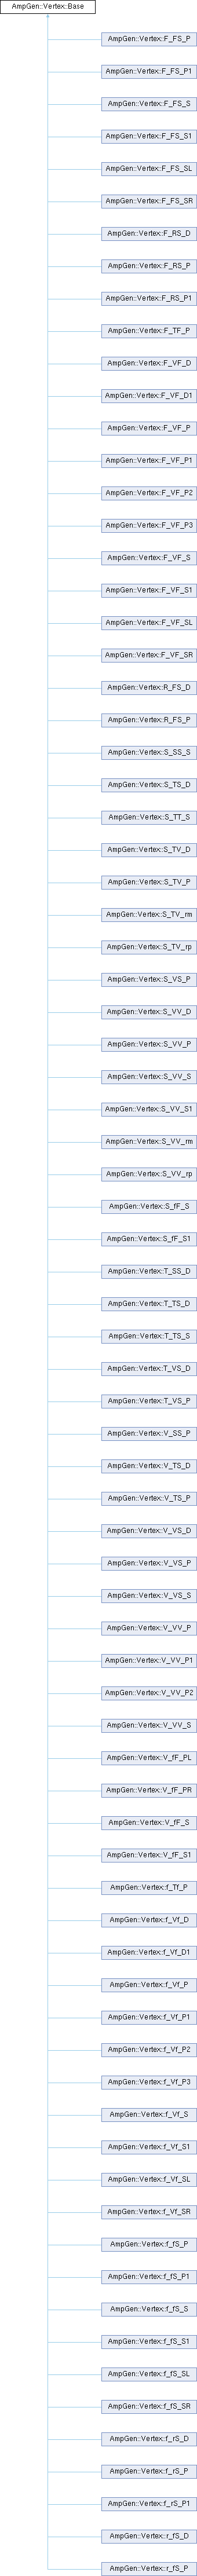 AmpGen::Vertex::Base
AmpGen::Vertex::F_FS_P
AmpGen::Vertex::F_FS_P1
AmpGen::Vertex::F_FS_S
AmpGen::Vertex::F_FS_S1
AmpGen::Vertex::F_FS_SL
AmpGen::Vertex::F_FS_SR
AmpGen::Vertex::F_RS_D
AmpGen::Vertex::F_RS_P
AmpGen::Vertex::F_RS_P1
AmpGen::Vertex::F_TF_P
AmpGen::Vertex::F_VF_D
AmpGen::Vertex::F_VF_D1
AmpGen::Vertex::F_VF_P
AmpGen::Vertex::F_VF_P1
AmpGen::Vertex::F_VF_P2
AmpGen::Vertex::F_VF_P3
AmpGen::Vertex::F_VF_S
AmpGen::Vertex::F_VF_S1
AmpGen::Vertex::F_VF_SL
AmpGen::Vertex::F_VF_SR
AmpGen::Vertex::R_FS_D
AmpGen::Vertex::R_FS_P
AmpGen::Vertex::S_SS_S
AmpGen::Vertex::S_TS_D
AmpGen::Vertex::S_TT_S
AmpGen::Vertex::S_TV_D
AmpGen::Vertex::S_TV_P
AmpGen::Vertex::S_TV_rm
AmpGen::Vertex::S_TV_rp
AmpGen::Vertex::S_VS_P
AmpGen::Vertex::S_VV_D
AmpGen::Vertex::S_VV_P
AmpGen::Vertex::S_VV_S
AmpGen::Vertex::S_VV_S1
AmpGen::Vertex::S_VV_rm
AmpGen::Vertex::S_VV_rp
AmpGen::Vertex::S_fF_S
AmpGen::Vertex::S_fF_S1
AmpGen::Vertex::T_SS_D
AmpGen::Vertex::T_TS_D
AmpGen::Vertex::T_TS_S
AmpGen::Vertex::T_VS_D
AmpGen::Vertex::T_VS_P
AmpGen::Vertex::V_SS_P
AmpGen::Vertex::V_TS_D
AmpGen::Vertex::V_TS_P
AmpGen::Vertex::V_VS_D
AmpGen::Vertex::V_VS_P
AmpGen::Vertex::V_VS_S
AmpGen::Vertex::V_VV_P
AmpGen::Vertex::V_VV_P1
AmpGen::Vertex::V_VV_P2
AmpGen::Vertex::V_VV_S
AmpGen::Vertex::V_fF_PL
AmpGen::Vertex::V_fF_PR
AmpGen::Vertex::V_fF_S
AmpGen::Vertex::V_fF_S1
AmpGen::Vertex::f_Tf_P
AmpGen::Vertex::f_Vf_D
AmpGen::Vertex::f_Vf_D1
AmpGen::Vertex::f_Vf_P
AmpGen::Vertex::f_Vf_P1
AmpGen::Vertex::f_Vf_P2
AmpGen::Vertex::f_Vf_P3
AmpGen::Vertex::f_Vf_S
AmpGen::Vertex::f_Vf_S1
AmpGen::Vertex::f_Vf_SL
AmpGen::Vertex::f_Vf_SR
AmpGen::Vertex::f_fS_P
AmpGen::Vertex::f_fS_P1
AmpGen::Vertex::f_fS_S
AmpGen::Vertex::f_fS_S1
AmpGen::Vertex::f_fS_SL
AmpGen::Vertex::f_fS_SR
AmpGen::Vertex::f_rS_D
AmpGen::Vertex::f_rS_P
AmpGen::Vertex::f_rS_P1
AmpGen::Vertex::r_fS_D
AmpGen::Vertex::r_fS_P